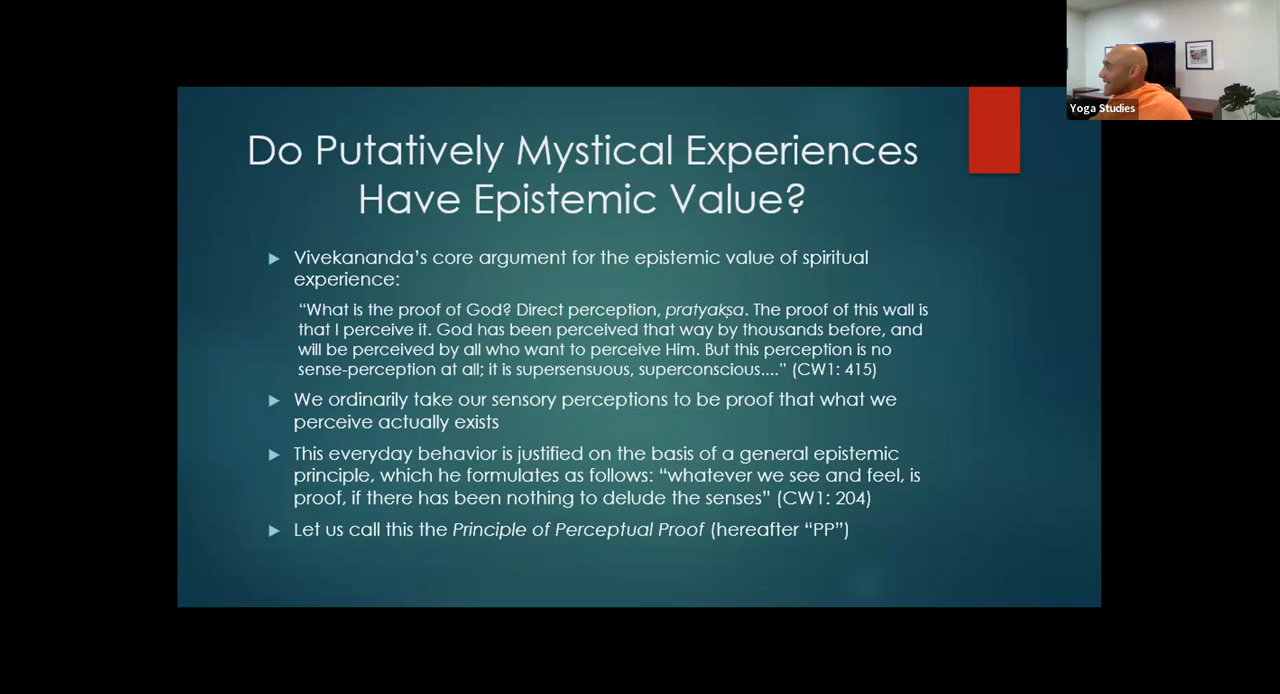 Do Putatively Mystical Experiences
Have Epistemic Value?
Vivekananda’s core argument for the epistemic value of spiritual
experience:
“What is the proof of God? Direct perception, pratyakṣa. The proof of this wall is
that I perceive it. God has been perceived that way by thousands before, and
will be perceived by all who want to perceive Him. But this perception is no
sense-perception at all; it is supersensuous, superconscious....” (CW1: 415)
We ordinarily take our sensory perceptions to be proof that what we
perceive actually exists
This everyday behavior is justified on the basis of a general epistemic
principle, which he formulates as follows: “whatever we see and feel, is
proof, if there has been nothing to delude the senses” (CW1: 204)
Let us call this the Principle of Perceptual Proof (hereafter “PP”)
Yoga Studies